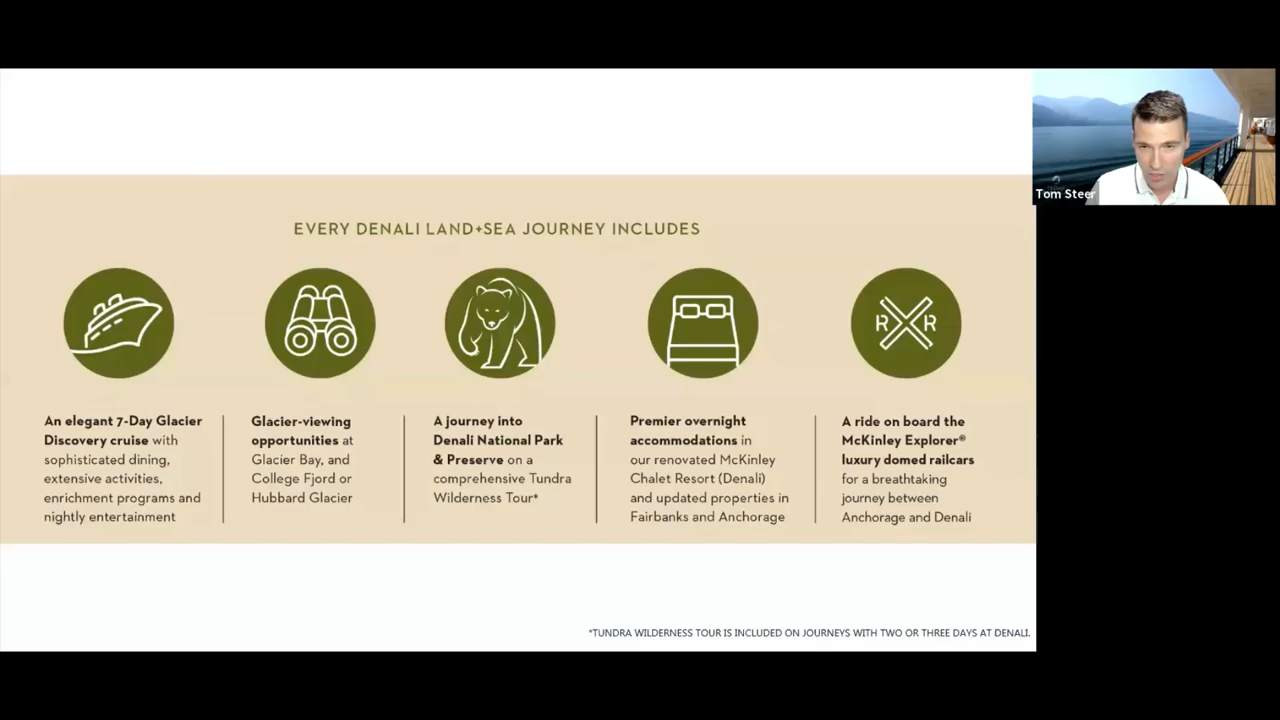 Tom Steer
EVERY DENALI LAND+SEA JOURNEY INCLUDES
R R
An elegant 7-Day Glacier
Discovery cruise with
sophisticated dining,
extensive activities,
enrichment programs and
nightly entertainment
Glacier-viewing
opportunities at
Glacier Bay, and
College Fjord or
Hubbard Glacier
A journey into
Denali National Park
& Preserve on a
comprehensive Tundra
Wilderness Tour*
Premier overnight
accommodations in
our renovated McKinley
Chalet Resort (Denali)
and updated properties in
Fairbanks and Anchorage
A ride on board the
McKinley Explorer®
luxury domed railcars
for a breathtaking
journey between
Anchorage and Denali
*TUNDRA WILDERNESS TOUR IS INCLUDED ON JOURNEYS WITH TWO OR THREE DAYS AT DENALI.